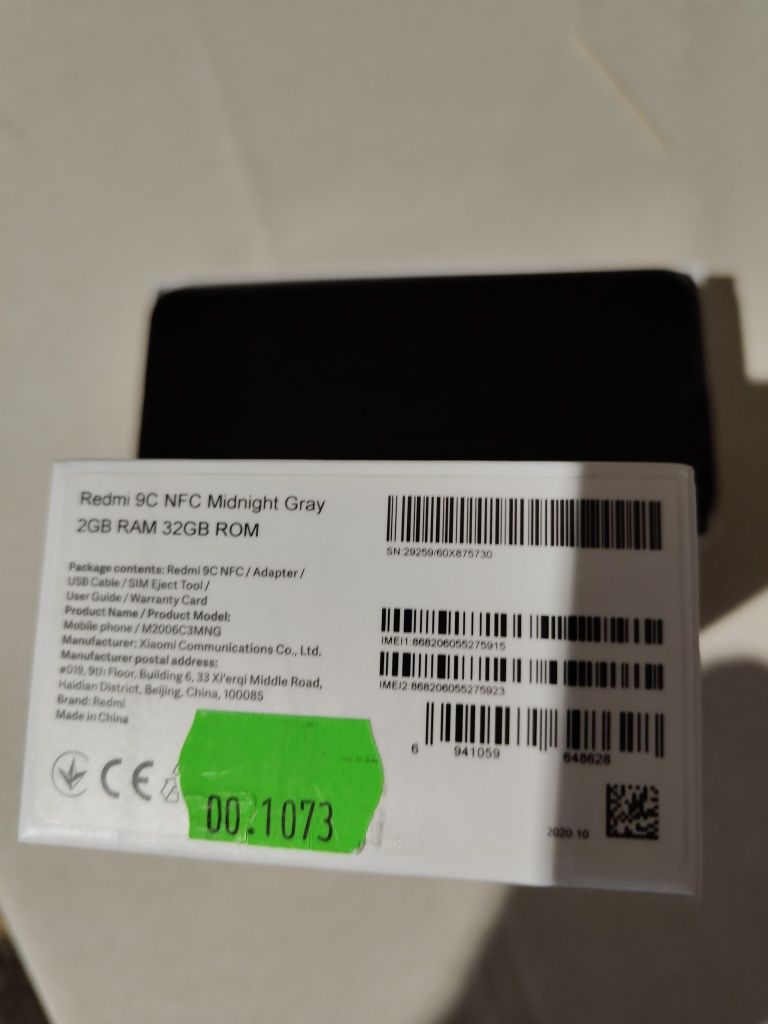 Redmi 9C NFC Midnight Gray
2GB RAM 32GB ROM
Package contents: Redmi 9C NFC / Adapter /
USB Cable / SIM Eject Tool /
User Guide / Warranty Card
Product Name / Product Model:
Mobile phone / M2006C3MNG
Manufacturer: Xiaomi Communications Co., Ltd.
Manufacturer postal address:
#019, 9th Floor, Building 6, 33 Xi'erqi Middle Road,
Haidian District, Beijing, China, 100085
Brand: Redmi
Made in China
CE
00.1073
SN:29259/60X875730
IMEI1:868206055275915
IMEI2:868206055275923
6 941059 648628
2020.10